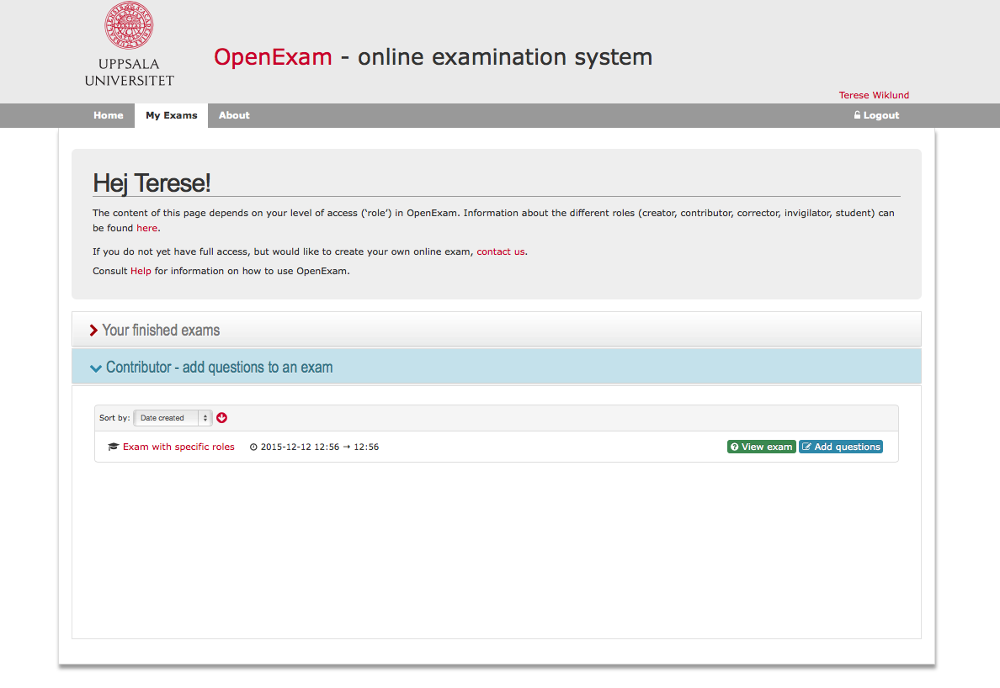 UPPSALA
UNIVERSITET
OpenExam - online examination system
Terese Wiklund
Home My Exams About Logout
Hej Terese!
The content of this page depends on your level of access ('role') in OpenExam. Information about the different roles (creator, contributor, corrector, invigilator, student) can
be found here.
If you do not yet have full access, but would like to create your own online exam, contact us.
Consult Help for information on how to use OpenExam.
Your finished exams
Contributor - add questions to an exam
Sort by: Date created
Exam with specific roles 2015-12-12 12:56 → 12:56 View exam Add questions